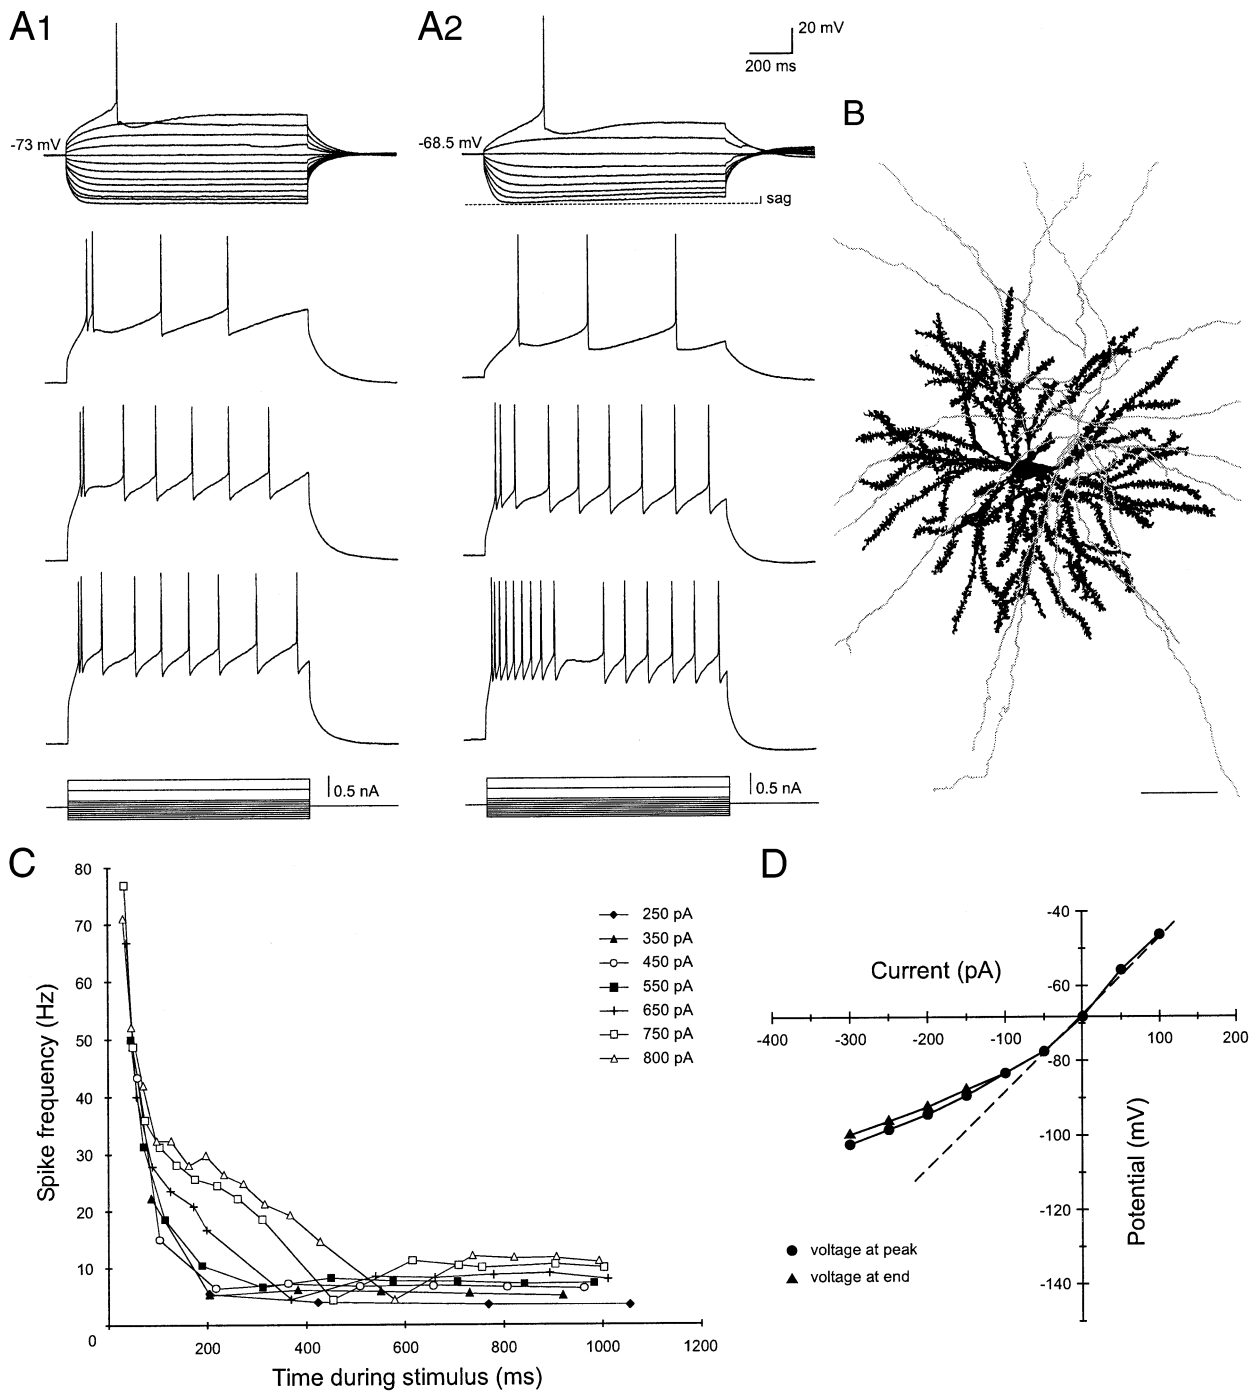 A1
A2
20 mV
200 ms
B
-73 mV
-68.5 mV
sag
0.5 nA
0.5 nA
C
D
80
70
60
50
40
30
20
10
0
200
400
600
800
1000
1200
Spike frequency (Hz)
Time during stimulus (ms)
250 pA
350 pA
450 pA
550 pA
650 pA
750 pA
800 pA
Current (pA)
-40
-60
-80
-100
-120
-140
-400
-300
-200
-100
100
200
Potential (mV)
voltage at peak
voltage at end